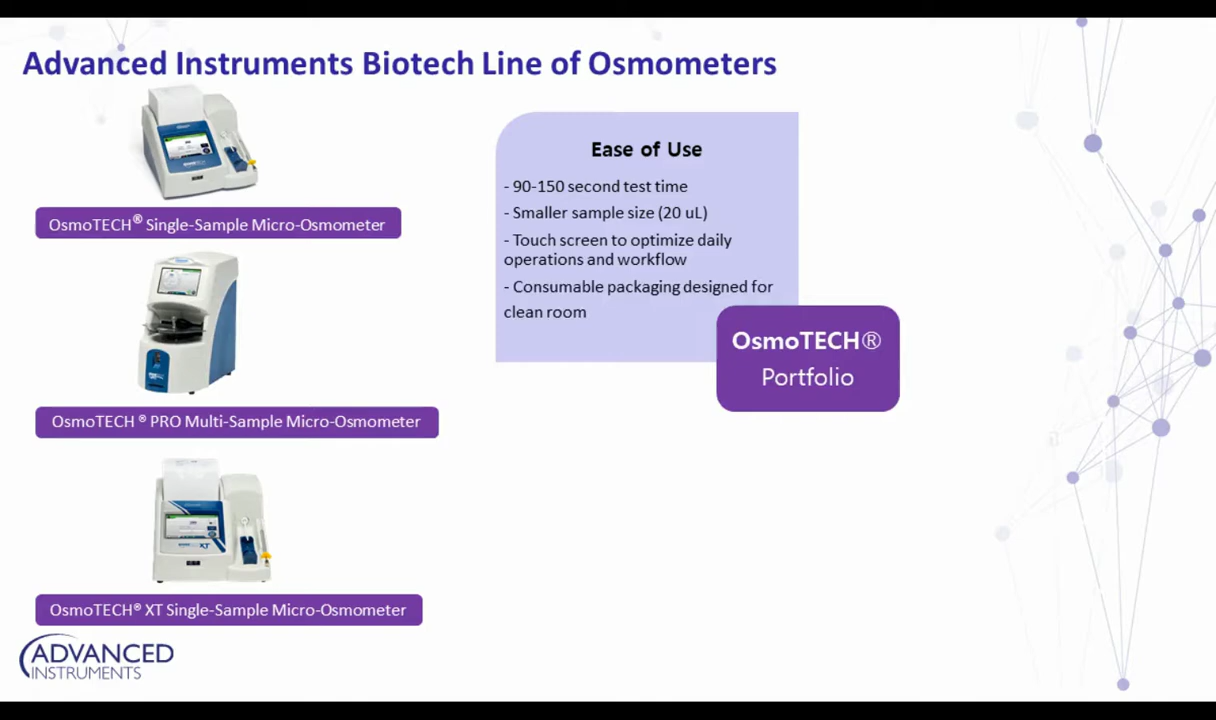 Advanced Instruments Biotech Line of Osmometers
OsmoTECH® Single-Sample Micro-Osmometer
OsmoTECH ® PRO Multi-Sample Micro-Osmometer
OsmoTECH® XT Single-Sample Micro-Osmometer
Ease of Use
- 90-150 second test time
- Smaller sample size (20 uL)
- Touch screen to optimize daily
operations and workflow
- Consumable packaging designed for
clean room
OsmoTECH®
Portfolio
ADVANCED
INSTRUMENTS